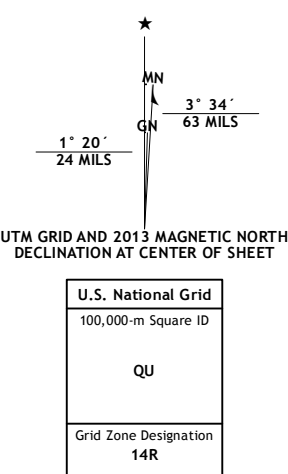 ★
MN
3° 34´
63 MILS
GN
1° 20´
24 MILS
UTM GRID AND 2013 MAGNETIC NORTH
DECLINATION AT CENTER OF SHEET
U.S. National Grid
100,000-m Square ID
QU
Grid Zone Designation
14R